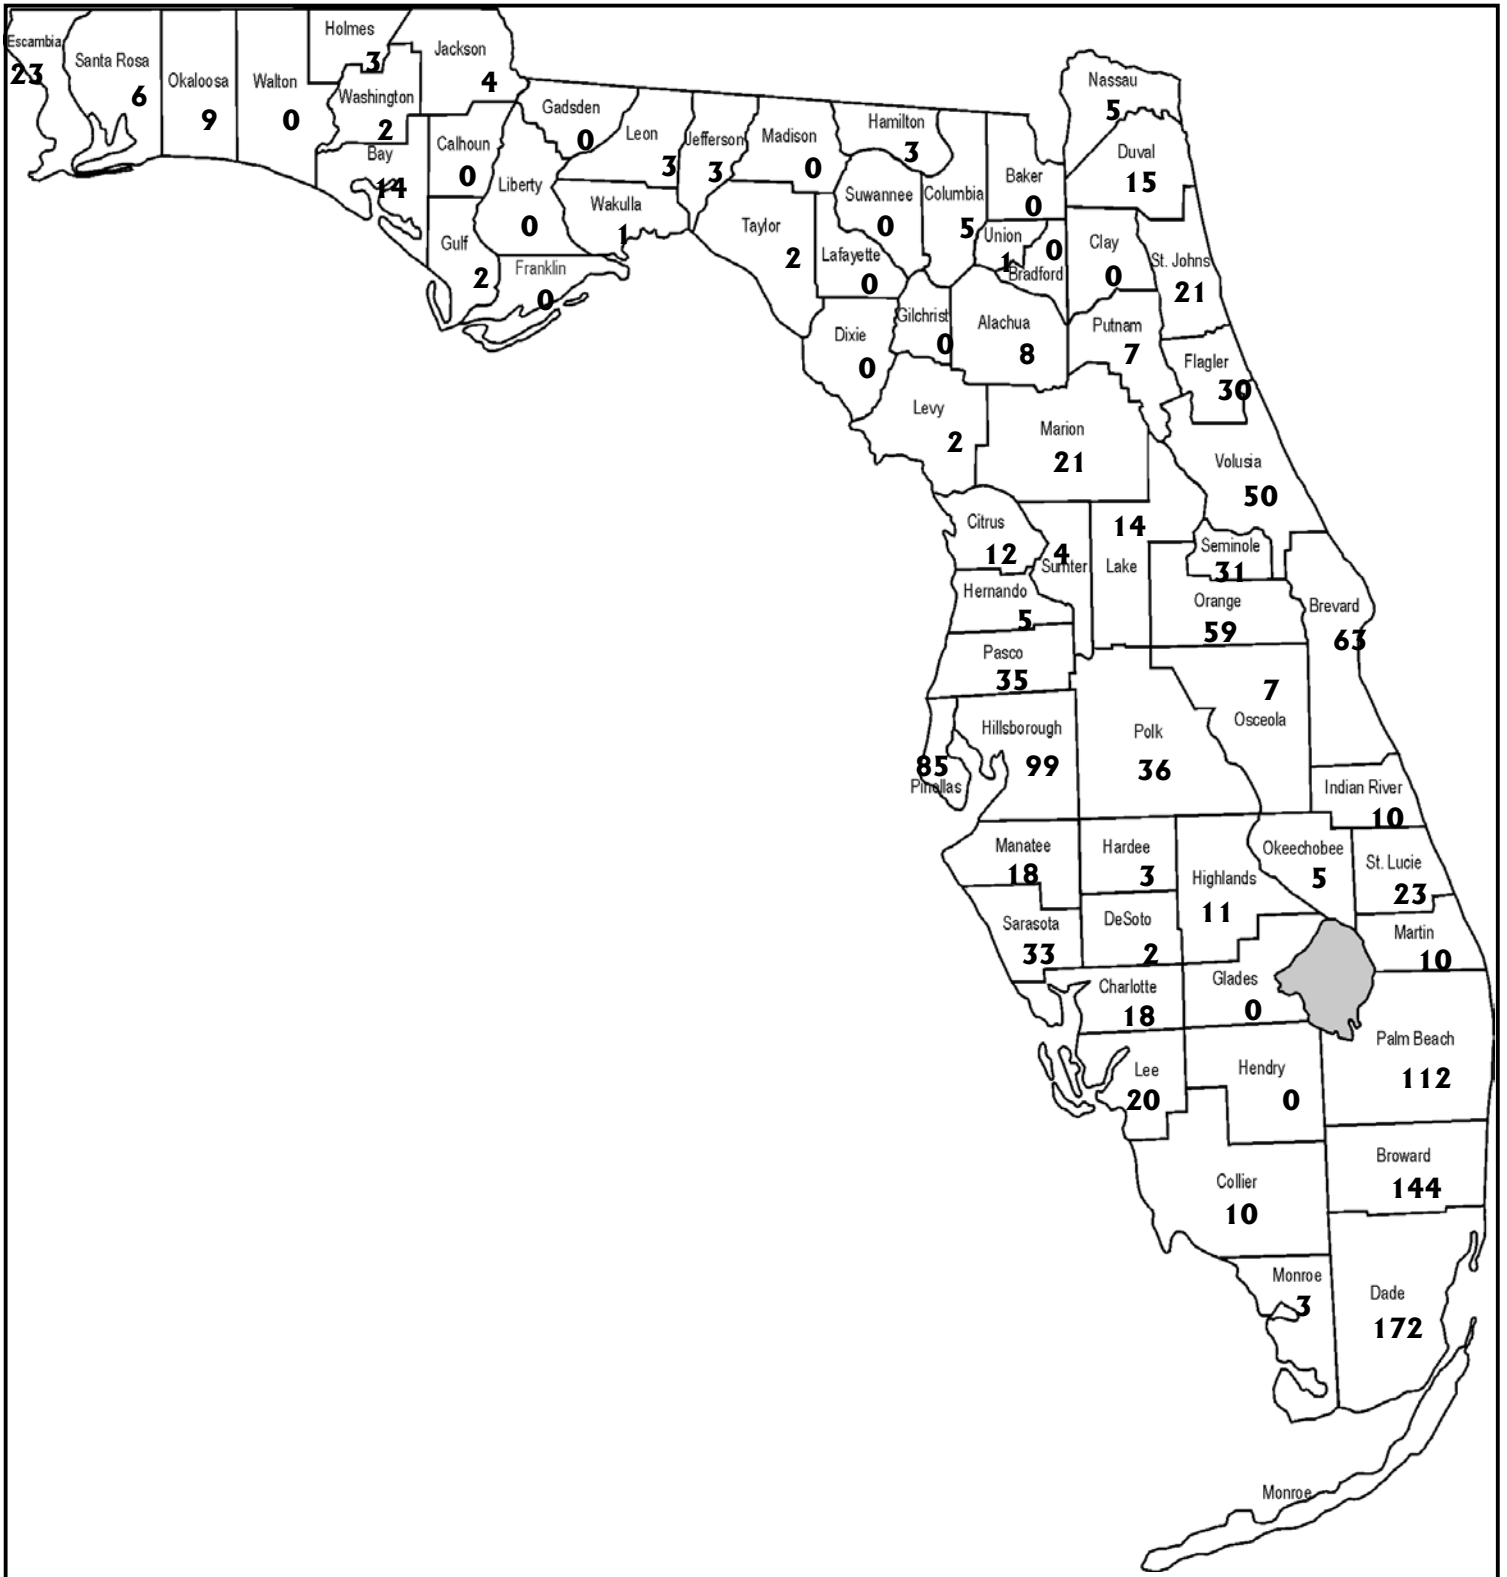 Escambia
23
Santa Rosa
6
Okaloosa
9
Walton
0
Holmes
3
Washington
2
Jackson
4
Bay
14
Calhoun
0
Gulf
2
Liberty
0
Franklin
0
Gadsden
0
Leon
3
Wakulla
1
Jefferson
3
Madison
0
Taylor
2
Hamilton
3
Suwannee
0
Lafayette
0
Dixie
0
Columbia
5
Gilchrist
0
Baker
0
Union
1
0
Bradford
Nassau
5
Duval
15
Clay
0
St. Johns
21
Alachua
8
Putnam
7
Flagler
30
Levy
2
Marion
21
Volusia
50
Citrus
12
4
Sumter
14
Lake
Seminole
31
Hernando
5
Orange
59
Brevard
63
Pasco
35
7
Osceola
Hillsborough
99
85
Pinellas
Polk
36
Indian River
10
Manatee
18
Hardee
3
Highlands
11
Okeechobee
5
St. Lucie
23
Sarasota
33
DeSoto
2
Martin
10
Charlotte
18
Glades
0
Palm Beach
112
Lee
20
Hendry
0
Broward
144
Collier
10
Monroe
3
Dade
172
Monroe